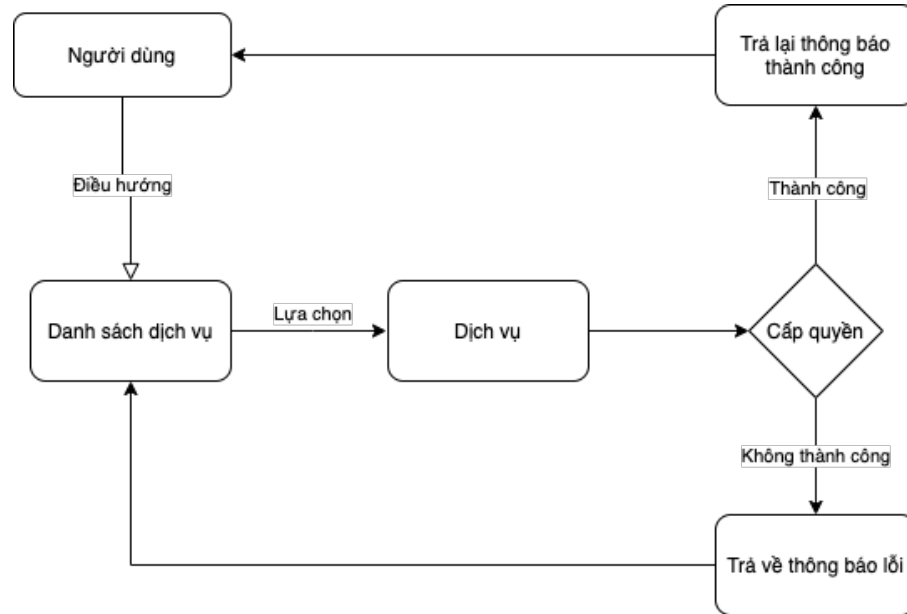 Người dùng
Trả lại thông báo
thành công
Điều hướng
Thành công
Danh sách dịch vụ
Lựa chọn
Dịch vụ
Cấp quyền
Không thành công
Trả về thông báo lỗi